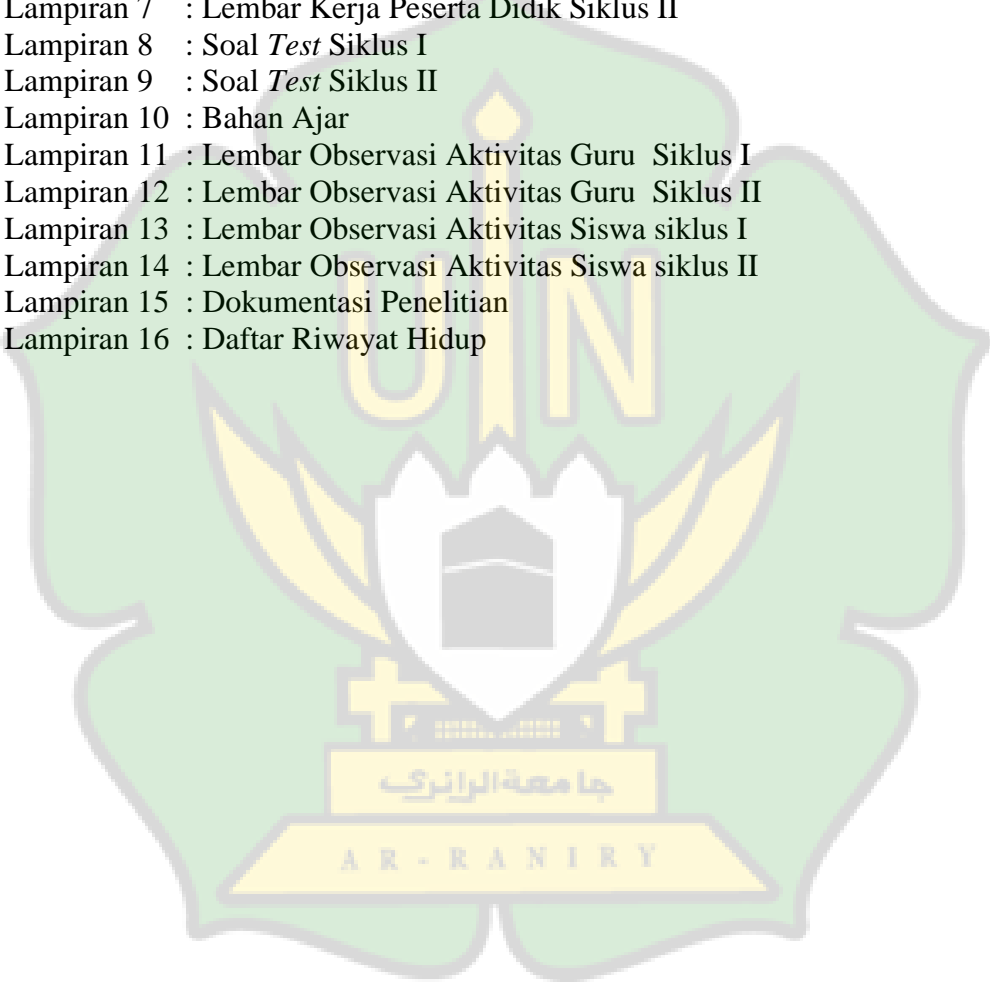 Lampiran 7 : Lembar Kerja Peserta Didik Siklus II
Lampiran 8 : Soal Test Siklus I
Lampiran 9 : Soal Test Siklus II
Lampiran 10 : Bahan Ajar
Lampiran 11 : Lembar Observasi Aktivitas Guru Siklus I
Lampiran 12 : Lembar Observasi Aktivitas Guru Siklus II
Lampiran 13 : Lembar Observasi Aktivitas Siswa siklus I
Lampiran 14 : Lembar Observasi Aktivitas Siswa siklus II
Lampiran 15 : Dokumentasi Penelitian
Lampiran 16 : Daftar Riwayat Hidup
UIN
جا معة الرانري
AR-RANIRY